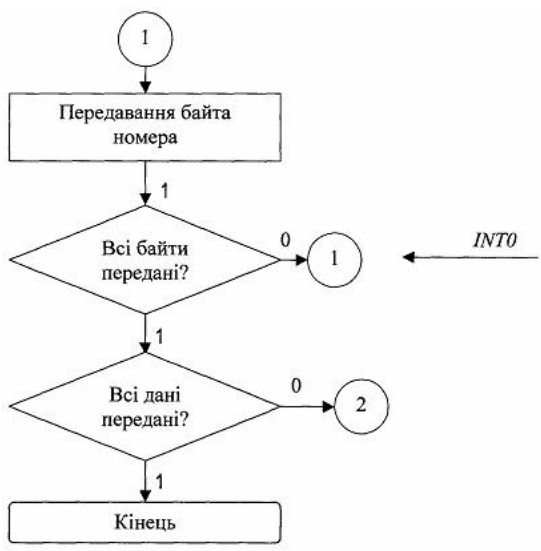 1
Передавання байта
номера
1
Всі байти
передані?
0
1
INT0
1
Всі дані
передані?
0
2
1
Кінець